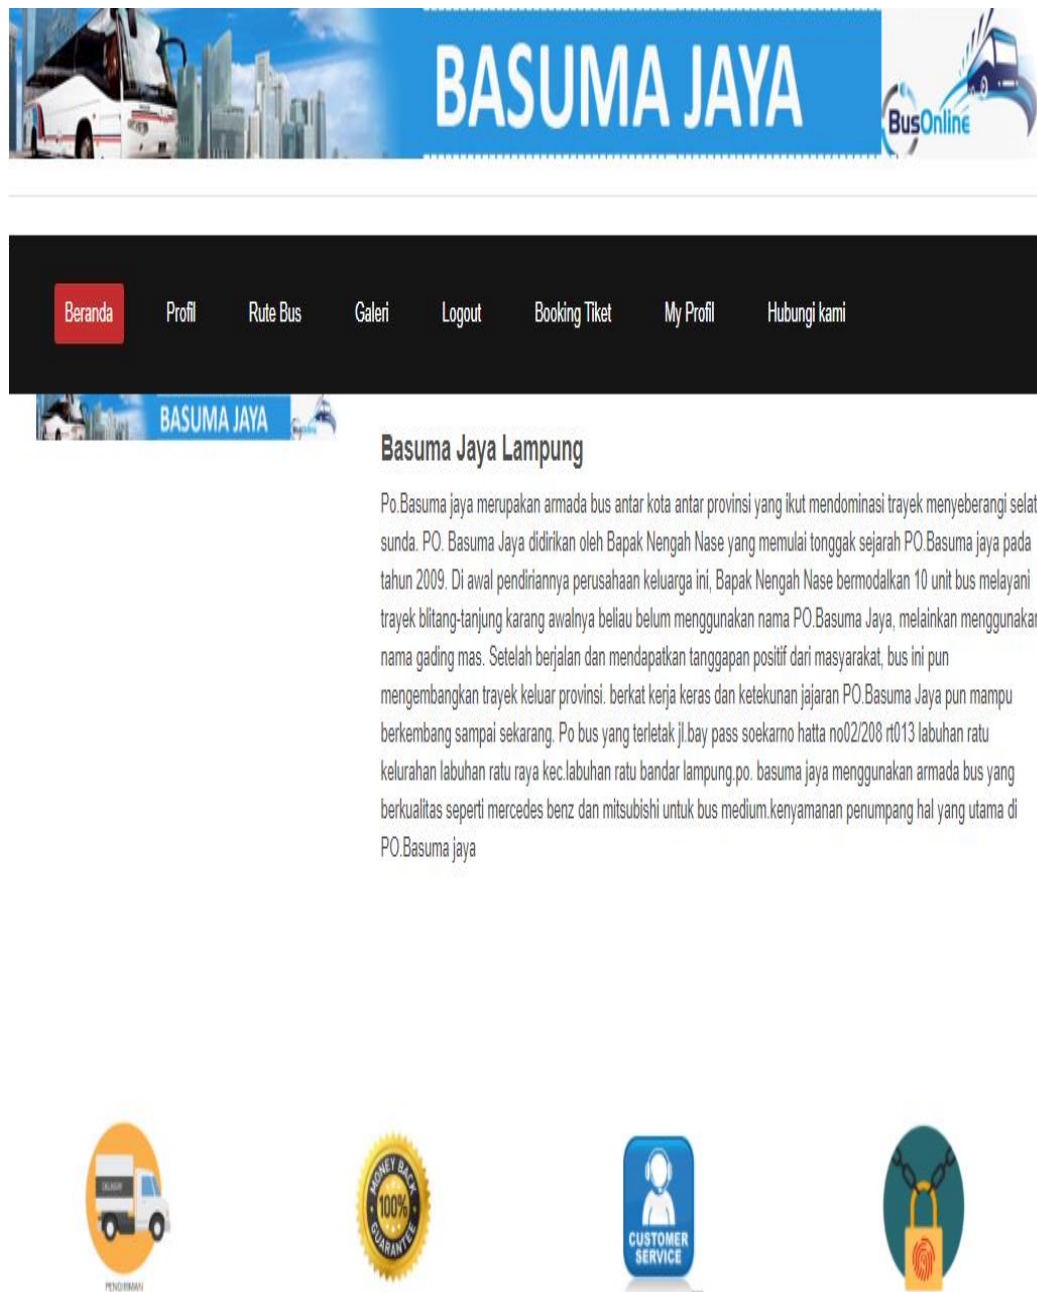 BASUMA JAYA
BusOnline
Beranda Profil Rute Bus Galeri Logout Booking Tiket My Profil Hubungi kami
BASUMA JAYA
Basuma Jaya Lampung
Po.Basuma jaya merupakan armada bus antar kota antar provinsi yang ikut mendominasi trayek menyeberangi selat
sunda. PO. Basuma Jaya didirikan oleh Bapak Nengah Nase yang memulai tonggak sejarah PO.Basuma jaya pada
tahun 2009. Di awal pendiriannya perusahaan keluarga ini, Bapak Nengah Nase bermodalkan 10 unit bus melayani
trayek blitang-tanjung karang awalnya beliau belum menggunakan nama PO.Basuma Jaya, melainkan menggunakan
nama gading mas. Setelah berjalan dan mendapatkan tanggapan positif dari masyarakat, bus ini pun
mengembangkan trayek keluar provinsi. berkat kerja keras dan ketekunan jajaran PO.Basuma Jaya pun mampu
berkembang sampai sekarang. Po bus yang terletak jl.bay pass soekarno hatta no02/208 rt013 labuhan ratu
kelurahan labuhan ratu raya kec.labuhan ratu bandar lampung.po. basuma jaya menggunakan armada bus yang
berkualitas seperti mercedes benz dan mitsubishi untuk bus medium.kenyamanan penumpang hal yang utama di
PO.Basuma jaya
MONEY BACK
100%
GUARANTEE
CUSTOMER
SERVICE